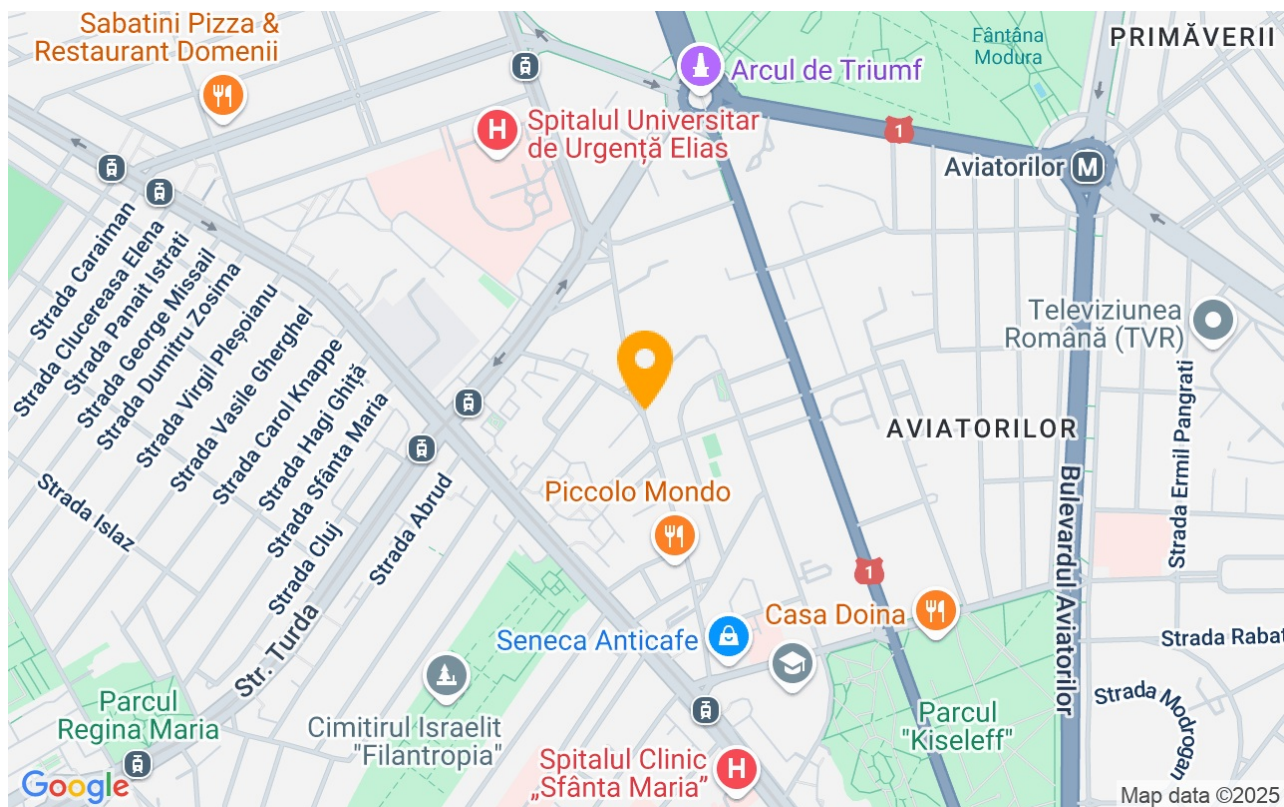 Sabatini Pizza &
Restaurant Domenii
Fântâna
Modura
PRIMĂVERII
Arcul de Triumf
H
Spitalul Universitar
de Urgență Elias
1
Aviatorilor
M
Strada Caraiman
Strada Clucereasa Elena
Strada Panait Istrati
Strada George Missail
Strada Dumitru Zosima
Strada Virgil Pleșoianu
Strada Vasile Gherghel
Strada Carol Knappe
Strada Hagi Ghiță
Strada Sfânta Maria
Strada Cluj
Strada Abrud
Strada Islaz
Str. Turda
Televiziunea
Română (TVR)
Strada Ermil Pangrati
AVIATORILOR
Bulevardul Aviatorilor
Piccolo Mondo
1
Casa Doina
Seneca Anticafe
Strada Rabat
Strada Modrogan
Parcul
Regina Maria
Cimitirul Israelit
"Filantropia"
Parcul
"Kiseleff"
Spitalul Clinic
„Sfânta Maria”
H
Google
Map data ©2025